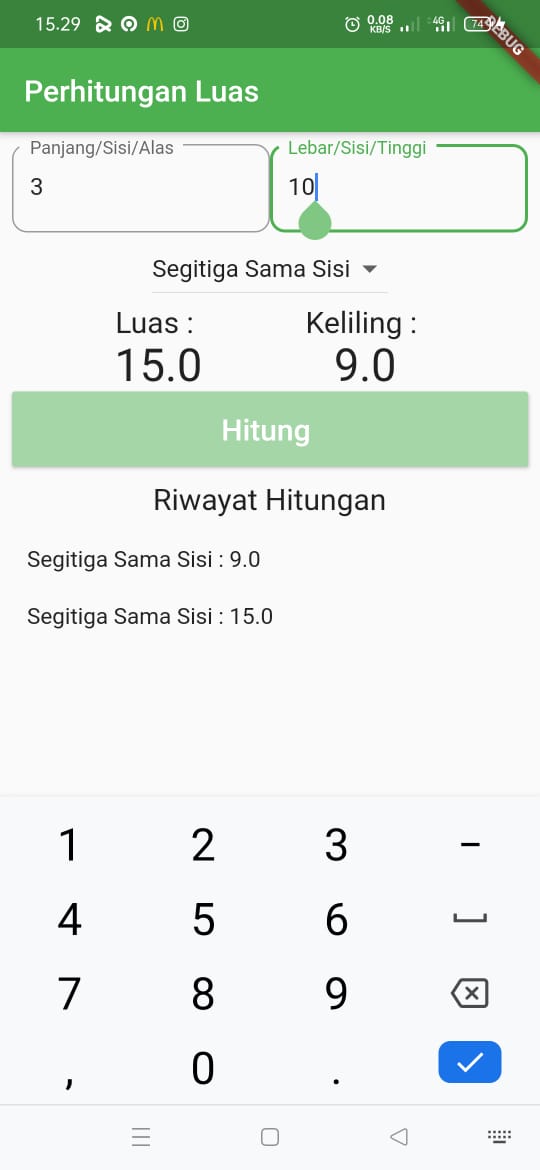 15.29 0.08 KB/S 4G 74 DEBUG
Perhitungan Luas
Panjang/Sisi/Alas Lebar/Sisi/Tinggi
3 10
Segitiga Sama Sisi
Luas : Keliling :
15.0 9.0
Hitung
Riwayat Hitungan
Segitiga Sama Sisi : 9.0
Segitiga Sama Sisi : 15.0
1 2 3 −
4 5 6
7 8 9
, 0 .